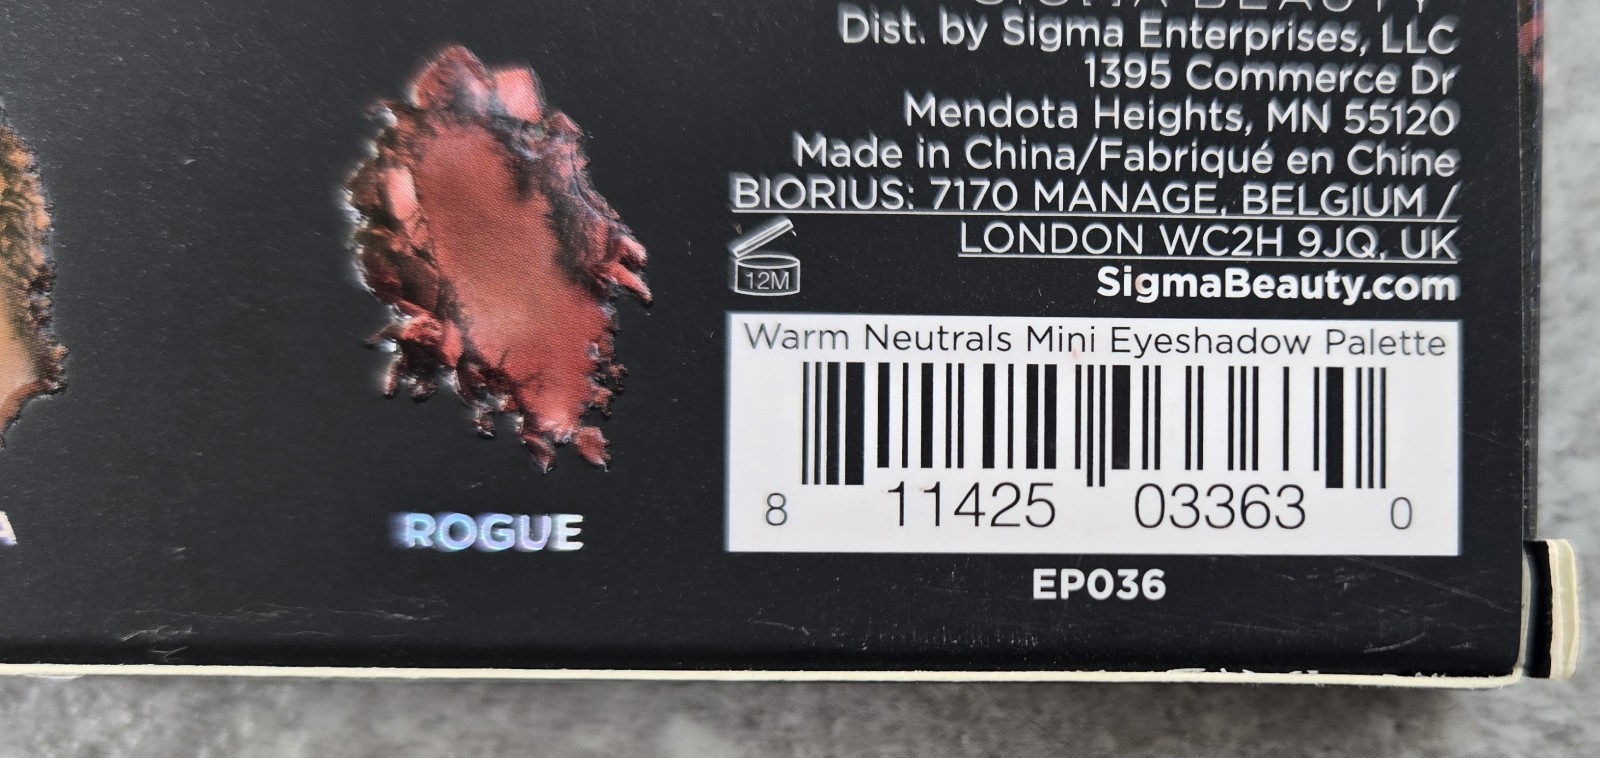 SIGMA BEAUTY
Dist. by Sigma Enterprises, LLC
1395 Commerce Dr
Mendota Heights, MN 55120
Made in China/Fabriqué en Chine
BIORIUS: 7170 MANAGE, BELGIUM /
LONDON WC2H 9JQ, UK
12M
SigmaBeauty.com
Warm Neutrals Mini Eyeshadow Palette
8 11425 03363 0
EP036
ROGUE